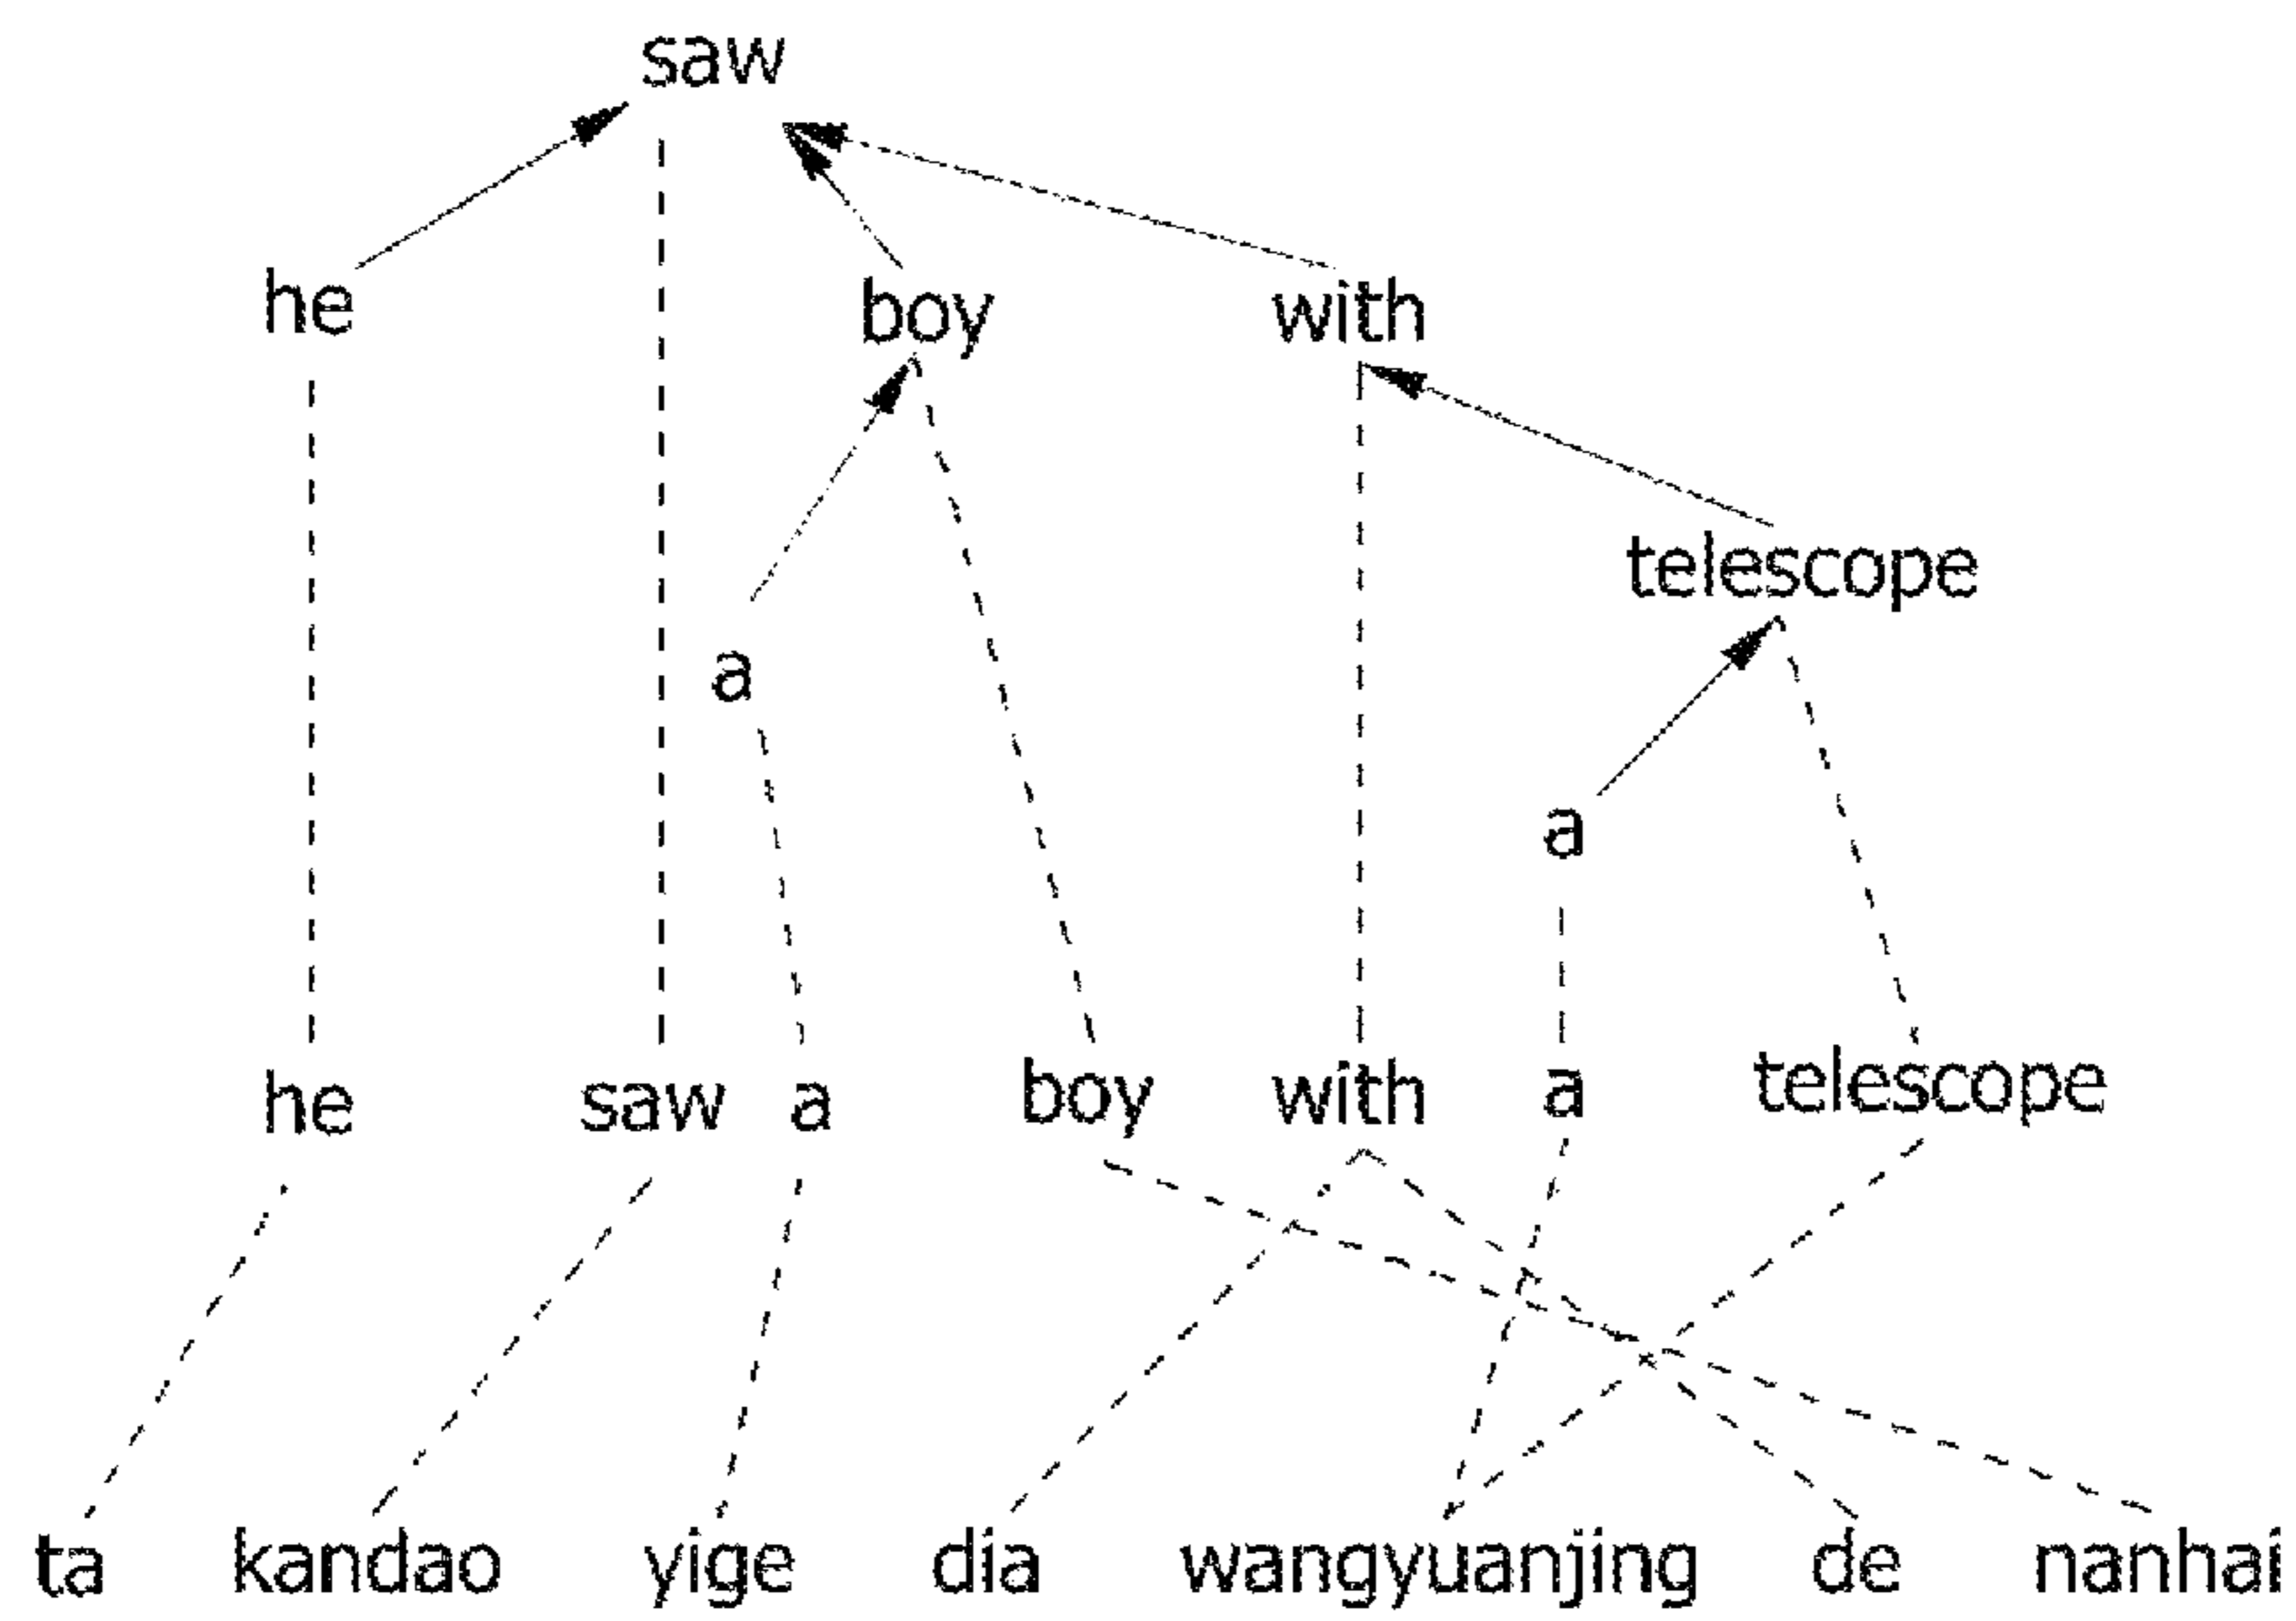 saw
he boy with
telescope
a
a
he saw a boy with a telescope
ta kandao yige dia wangyuanjing de nanhai